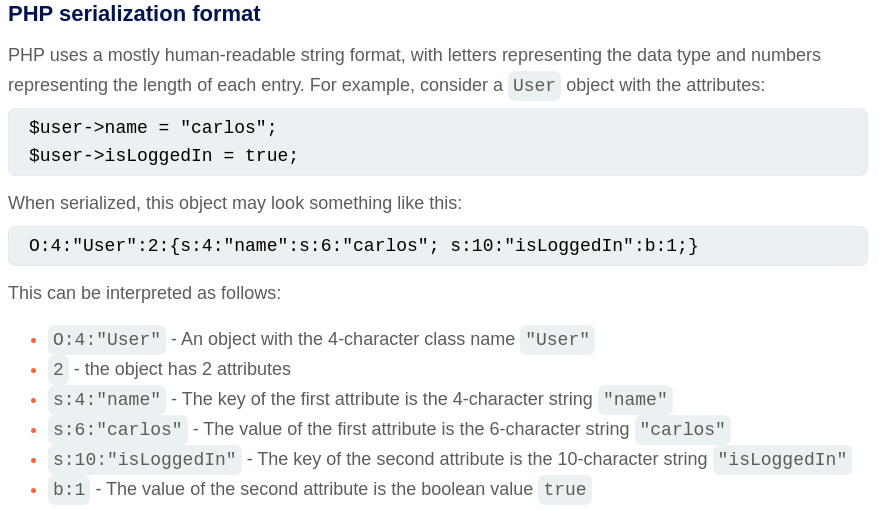 PHP serialization format
PHP uses a mostly human-readable string format, with letters representing the data type and numbers
representing the length of each entry. For example, consider a User object with the attributes:
$user->name = "carlos";
$user->isLoggedIn = true;
When serialized, this object may look something like this:
O:4:"User":2:{s:4:"name":s:6:"carlos"; s:10:"isLoggedIn":b:1;}
This can be interpreted as follows:
• O:4:"User" - An object with the 4-character class name "User"
• 2 - the object has 2 attributes
• s:4:"name" - The key of the first attribute is the 4-character string "name"
• s:6:"carlos" - The value of the first attribute is the 6-character string "carlos"
• s:10:"isLoggedIn" - The key of the second attribute is the 10-character string "isLoggedIn"
• b:1 - The value of the second attribute is the boolean value true